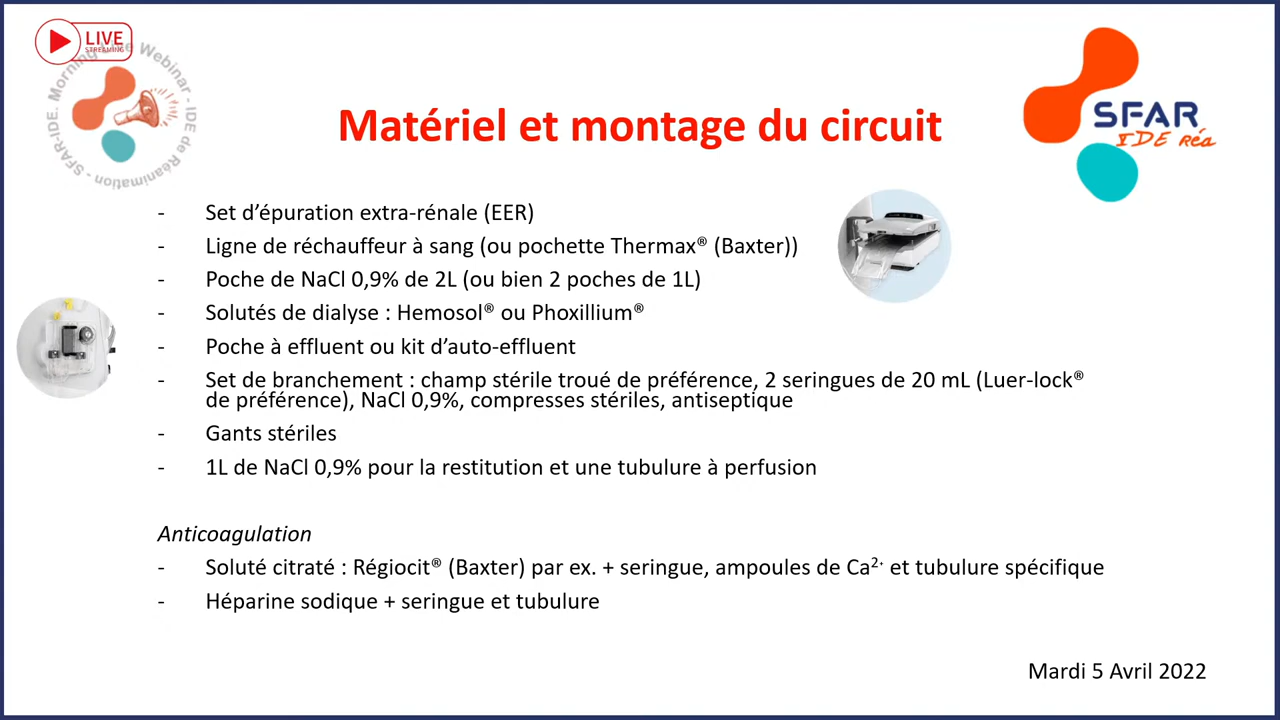 LIVE
STREAMING
SFAR-IDE. Morning Live Webinar - IDE de Réanimation -
SFAR
IDE Réa
Matériel et montage du circuit
- Set d’épuration extra-rénale (EER)
- Ligne de réchauffeur à sang (ou pochette Thermax® (Baxter))
- Poche de NaCl 0,9% de 2L (ou bien 2 poches de 1L)
- Solutés de dialyse : Hemosol® ou Phoxillium®
- Poche à effluent ou kit d’auto-effluent
- Set de branchement : champ stérile troué de préférence, 2 seringues de 20 mL (Luer-lock®
de préférence), NaCl 0,9%, compresses stériles, antiseptique
- Gants stériles
- 1L de NaCl 0,9% pour la restitution et une tubulure à perfusion
Anticoagulation
- Soluté citraté : Régiocit® (Baxter) par ex. + seringue, ampoules de Ca²⁺ et tubulure spécifique
- Héparine sodique + seringue et tubulure
Mardi 5 Avril 2022